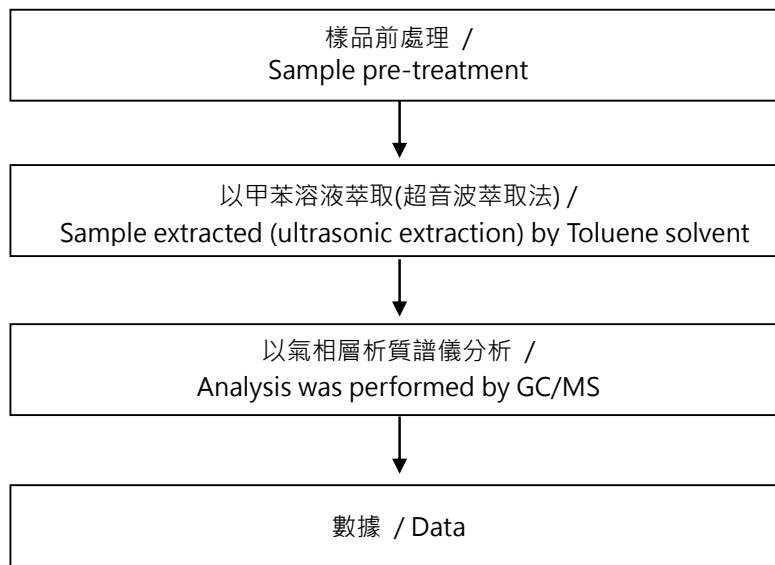 樣品前處理 /
Sample pre-treatment
以甲苯溶液萃取(超音波萃取法) /
Sample extracted (ultrasonic extraction) by Toluene solvent
以氣相層析質譜儀分析 /
Analysis was performed by GC/MS
數據 / Data